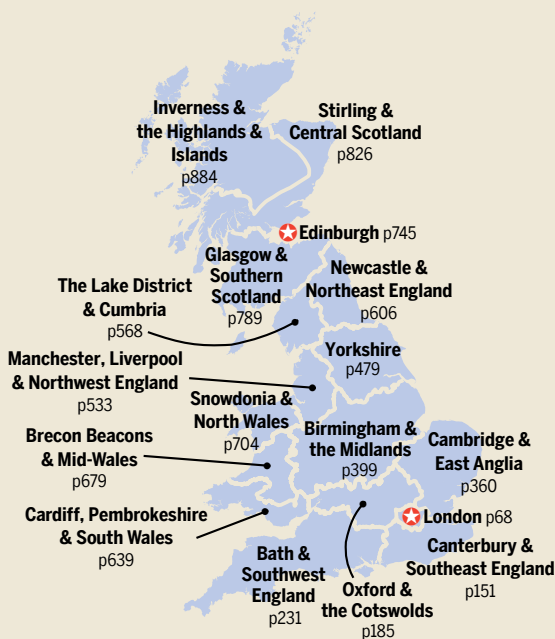 Inverness &
the Highlands &
Islands
p884
Stirling &
Central Scotland
p826
Edinburgh p745
Glasgow &
Southern
Scotland
p789
Newcastle &
Northeast England
p606
The Lake District
& Cumbria
p568
Yorkshire
p479
Manchester, Liverpool
& Northwest England
p533
Snowdonia &
North Wales
p704
Birmingham &
the Midlands
p399
Cambridge &
East Anglia
p360
Brecon Beacons
& Mid-Wales
p679
London p68
Cardiff, Pembrokeshire
& South Wales
p639
Canterbury &
Southeast England
p151
Bath &
Southwest
England
p231
Oxford &
the Cotswolds
p185